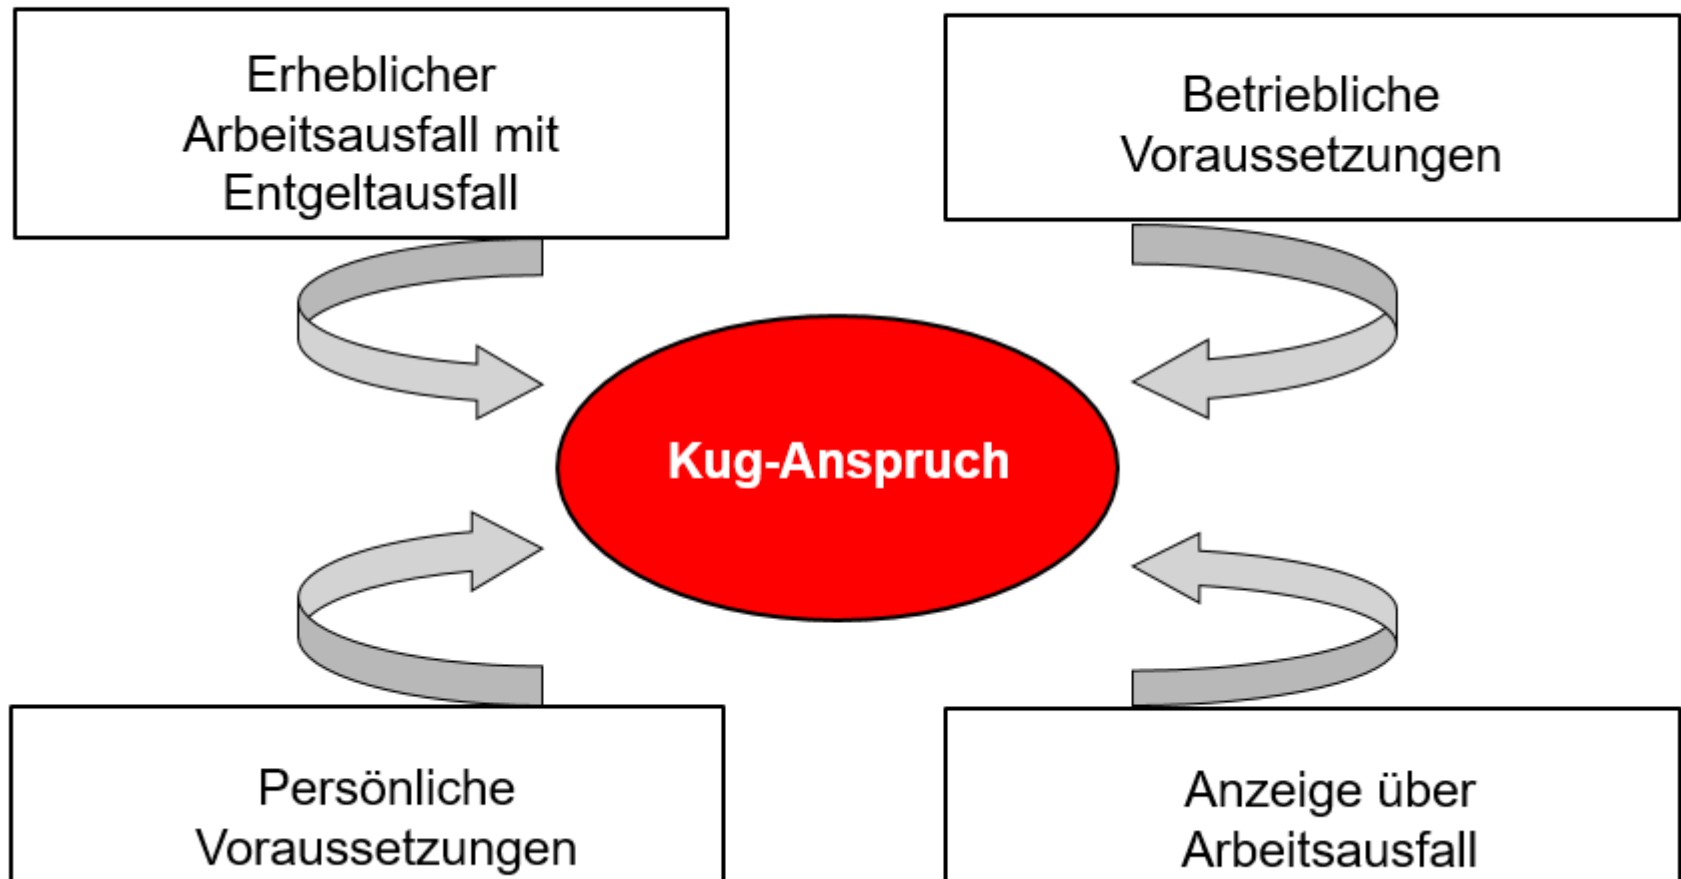 Erheblicher
Arbeitsausfall mit
Entgeltausfall
Betriebliche
Voraussetzungen
Kug-Anspruch
Persönliche
Voraussetzungen
Anzeige über
Arbeitsausfall